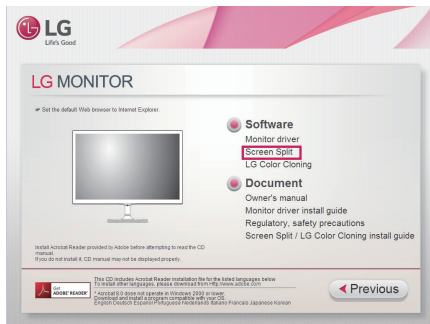 LG
Life's Good
LG MONITOR
☞ Set the default Web browser to Internet Explorer.
Software
Monitor driver
Screen Split
LG Color Cloning
Document
Owner's manual
Monitor driver install guide
Regulatory, safety precautions
Screen Split / LG Color Cloning install guide
Install Acrobat Reader provided by Adobe before attempting to read the CD
manual.
If you do not install it, CD manual may not be displayed properly.
Get
ADOBE® READER®
This CD includes Acrobat Reader installation file for the listed languages below
To install other languages, please download from Http://www.adobe.com
* Acrobat 8.0 dose not operate in Windows 2000 or lower.
Download and install a program compatible with your OS.
English Deutsch Español Portuguese Nederlands Italiano Francais Japanese Korean
Previous